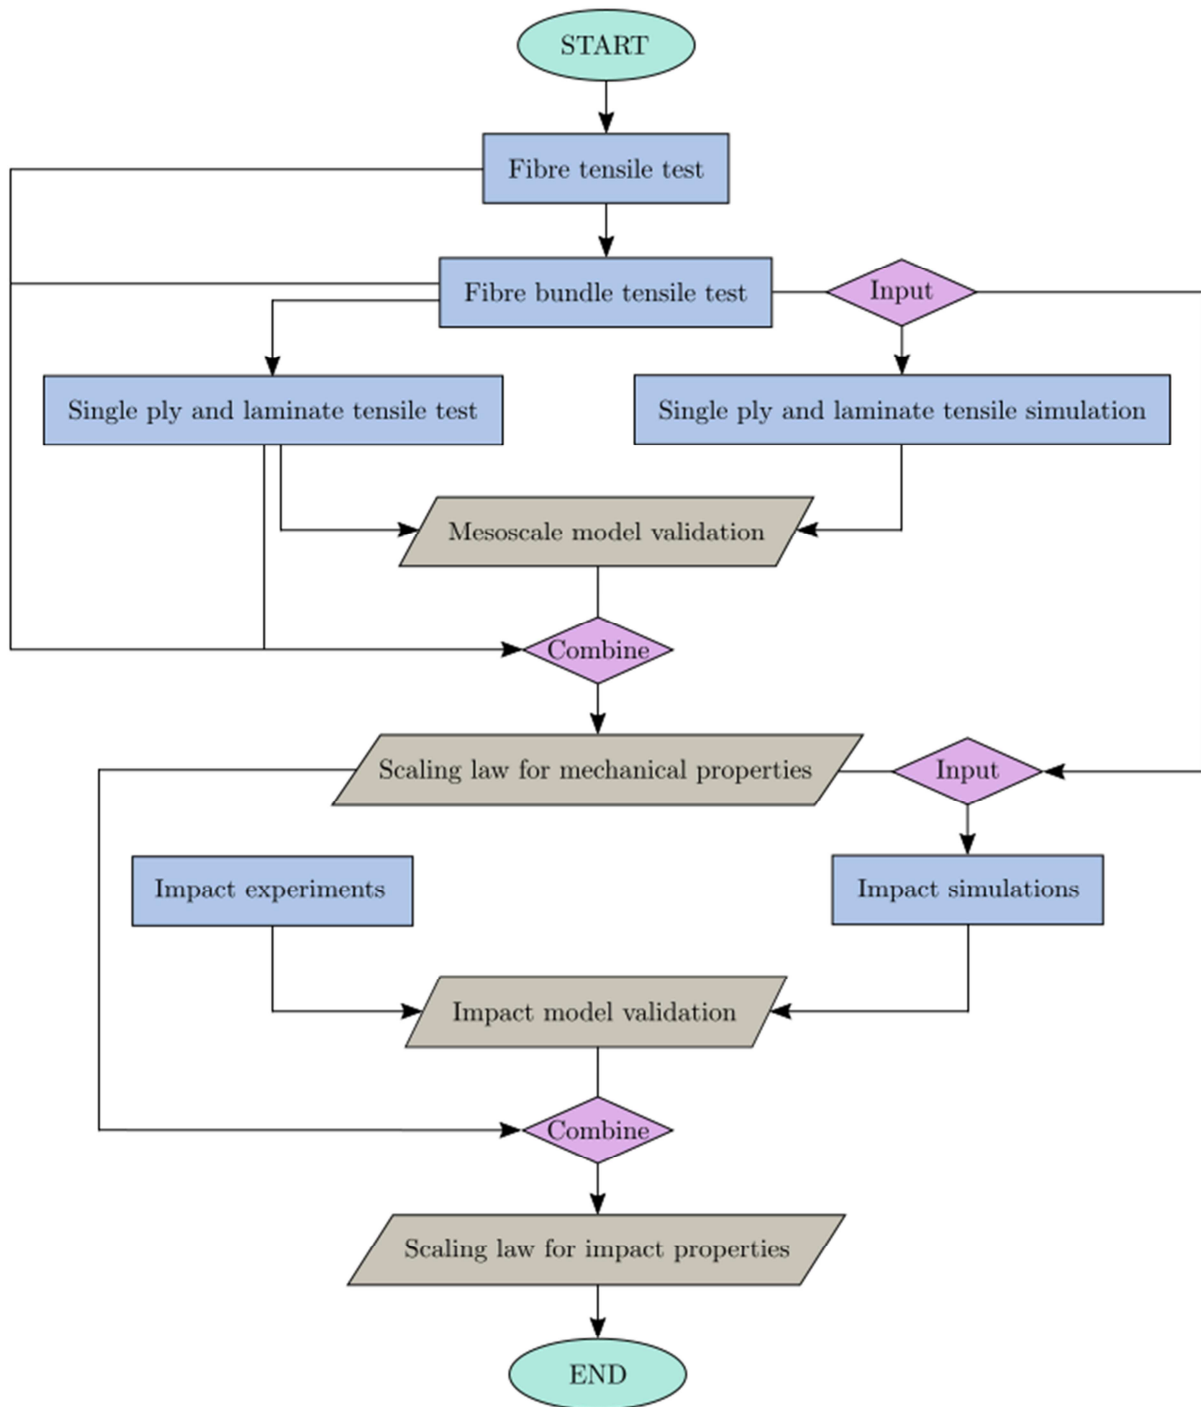 START
Fibre tensile test
Fibre bundle tensile test
Input
Single ply and laminate tensile test
Single ply and laminate tensile simulation
Mesoscale model validation
Combine
Scaling law for mechanical properties
Input
Impact experiments
Impact simulations
Impact model validation
Combine
Scaling law for impact properties
END